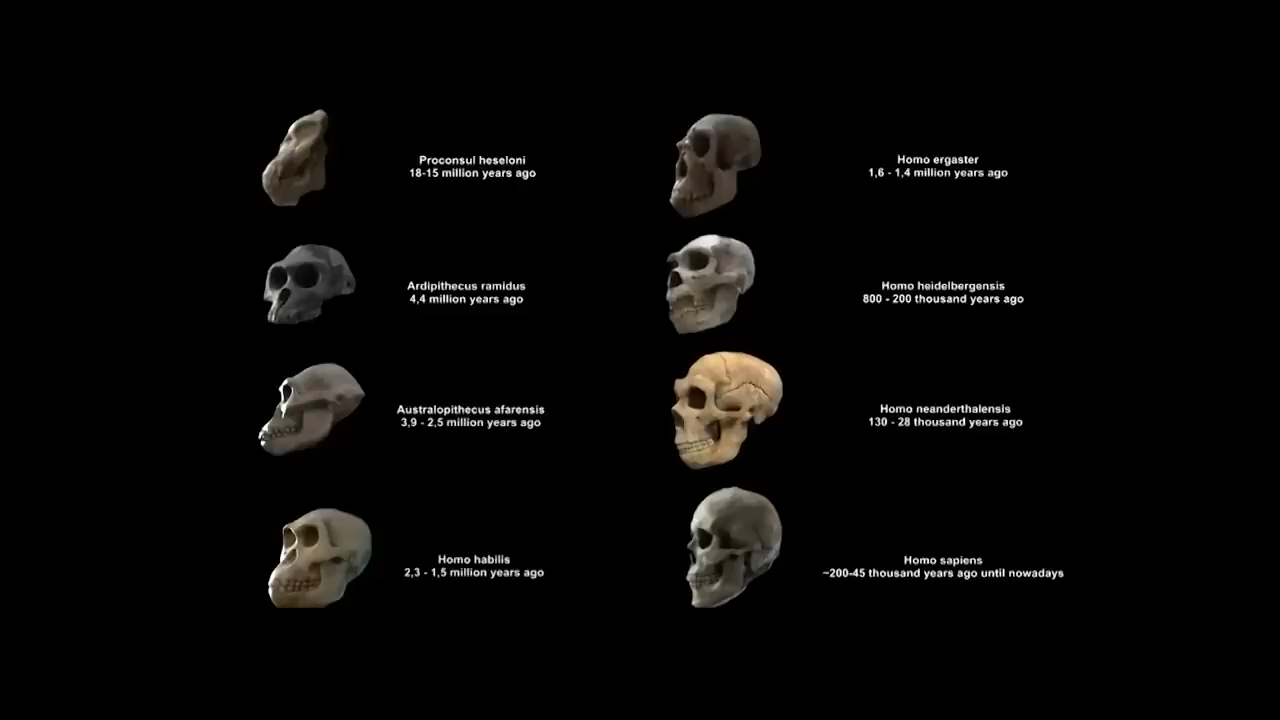 Proconsul heseloni
18-15 million years ago
Ardipithecus ramidus
4,4 million years ago
Australopithecus afarensis
3,9 - 2,5 million years ago
Homo habilis
2,3 - 1,5 million years ago
Homo ergaster
1,6 - 1,4 million years ago
Homo heidelbergensis
800 - 200 thousand years ago
Homo neanderthalensis
130 - 28 thousand years ago
Homo sapiens
~200-45 thousand years ago until nowadays